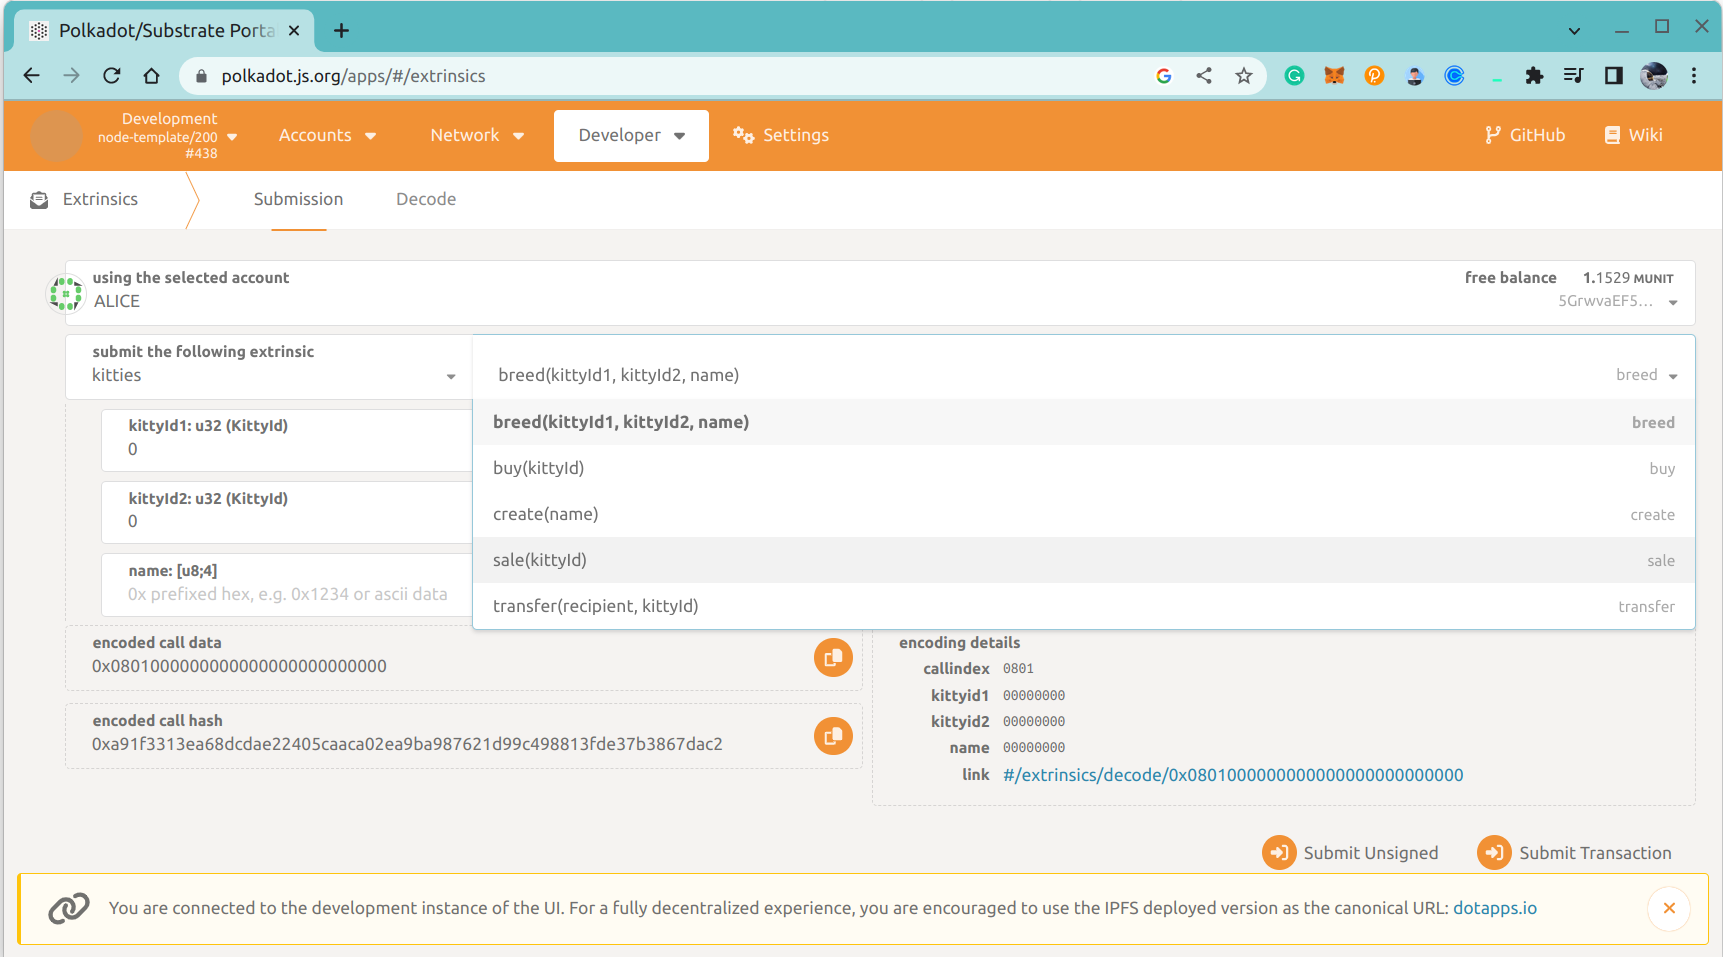 Polkadot/Substrate Porta
polkadot.js.org/apps/#/extrinsics
Development
node-template/200
#438
Accounts
Network
Developer
Settings
GitHub
Wiki
Extrinsics
Submission
Decode
using the selected account
ALICE
free balance 1.1529 MUNIT
5GrwvaEF5...
submit the following extrinsic
kitties
breed(kittyId1, kittyId2, name) breed
breed(kittyId1, kittyId2, name) breed
buy(kittyId) buy
create(name) create
sale(kittyId) sale
transfer(recipient, kittyId) transfer
kittyId1: u32 (KittyId)
0
kittyId2: u32 (KittyId)
0
name: [u8;4]
0x prefixed hex, e.g. 0x1234 or ascii data
encoded call data
0x0801000000000000000000000000
encoded call hash
0xa91f3313ea68dcdae22405caaca02ea9ba987621d99c498813fde37b3867dac2
encoding details
callindex 0801
kittyid1 00000000
kittyid2 00000000
name 00000000
link #/extrinsics/decode/0x0801000000000000000000000000
Submit Unsigned
Submit Transaction
You are connected to the development instance of the UI. For a fully decentralized experience, you are encouraged to use the IPFS deployed version as the canonical URL: dotapps.io